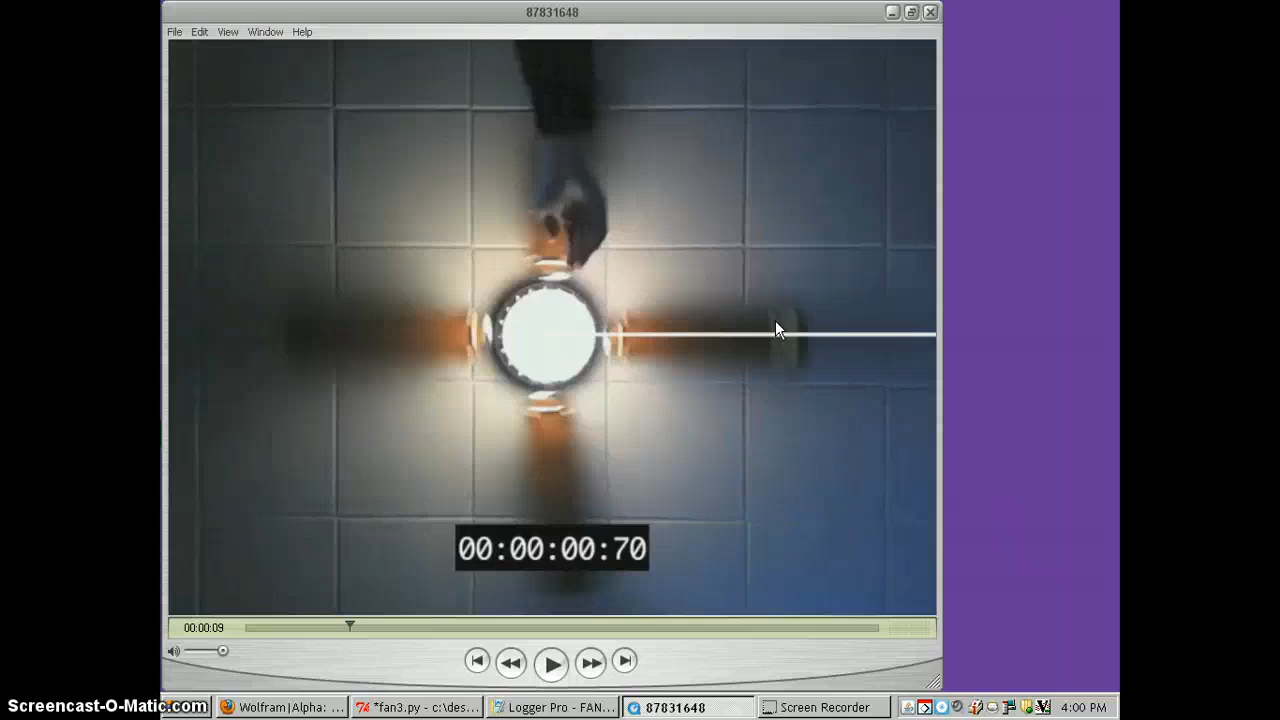 87831648
File Edit View Window Help
00:00:00:70
00:00:09
Screencast-O-Matic.com
Wolfram|Alpha: ...
*fan3.py - c:\des...
Logger Pro - FAN...
87831648
Screen Recorder
4:00 PM